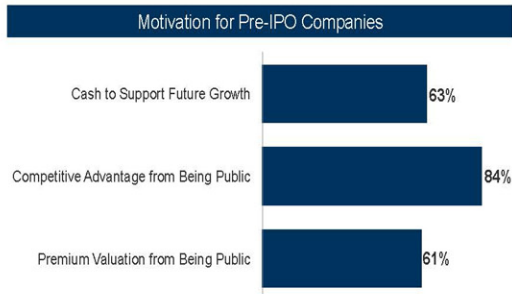 Motivation for Pre-IPO Companies
Cash to Support Future Growth 63%
Competitive Advantage from Being Public 84%
Premium Valuation from Being Public 61%